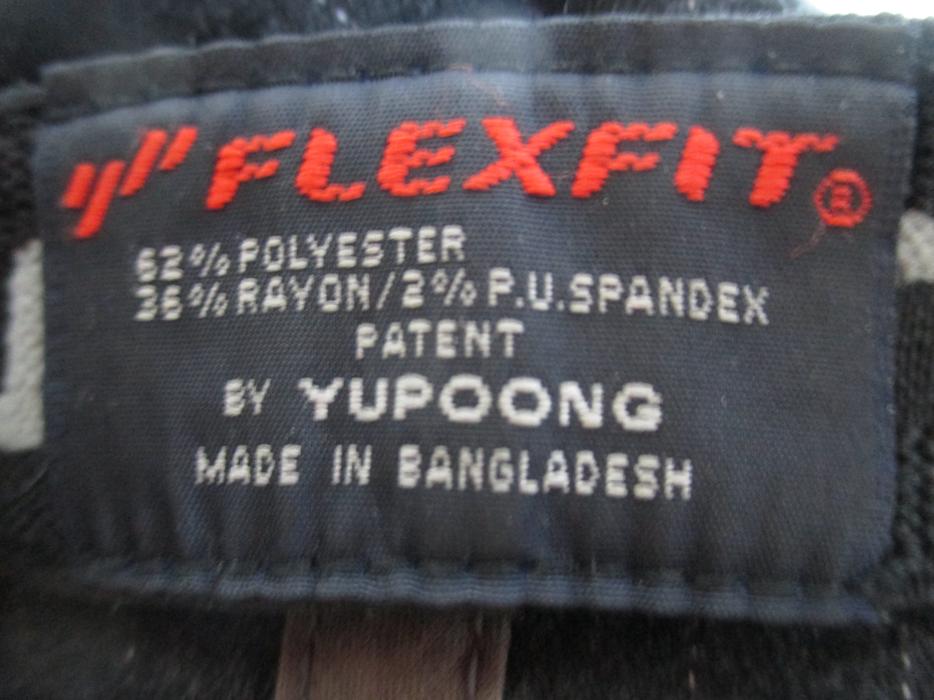 FLEXFIT®
62% POLYESTER
36% RAYON/2% P.U.SPANDEX
PATENT
BY YUPOONG
MADE IN BANGLADESH